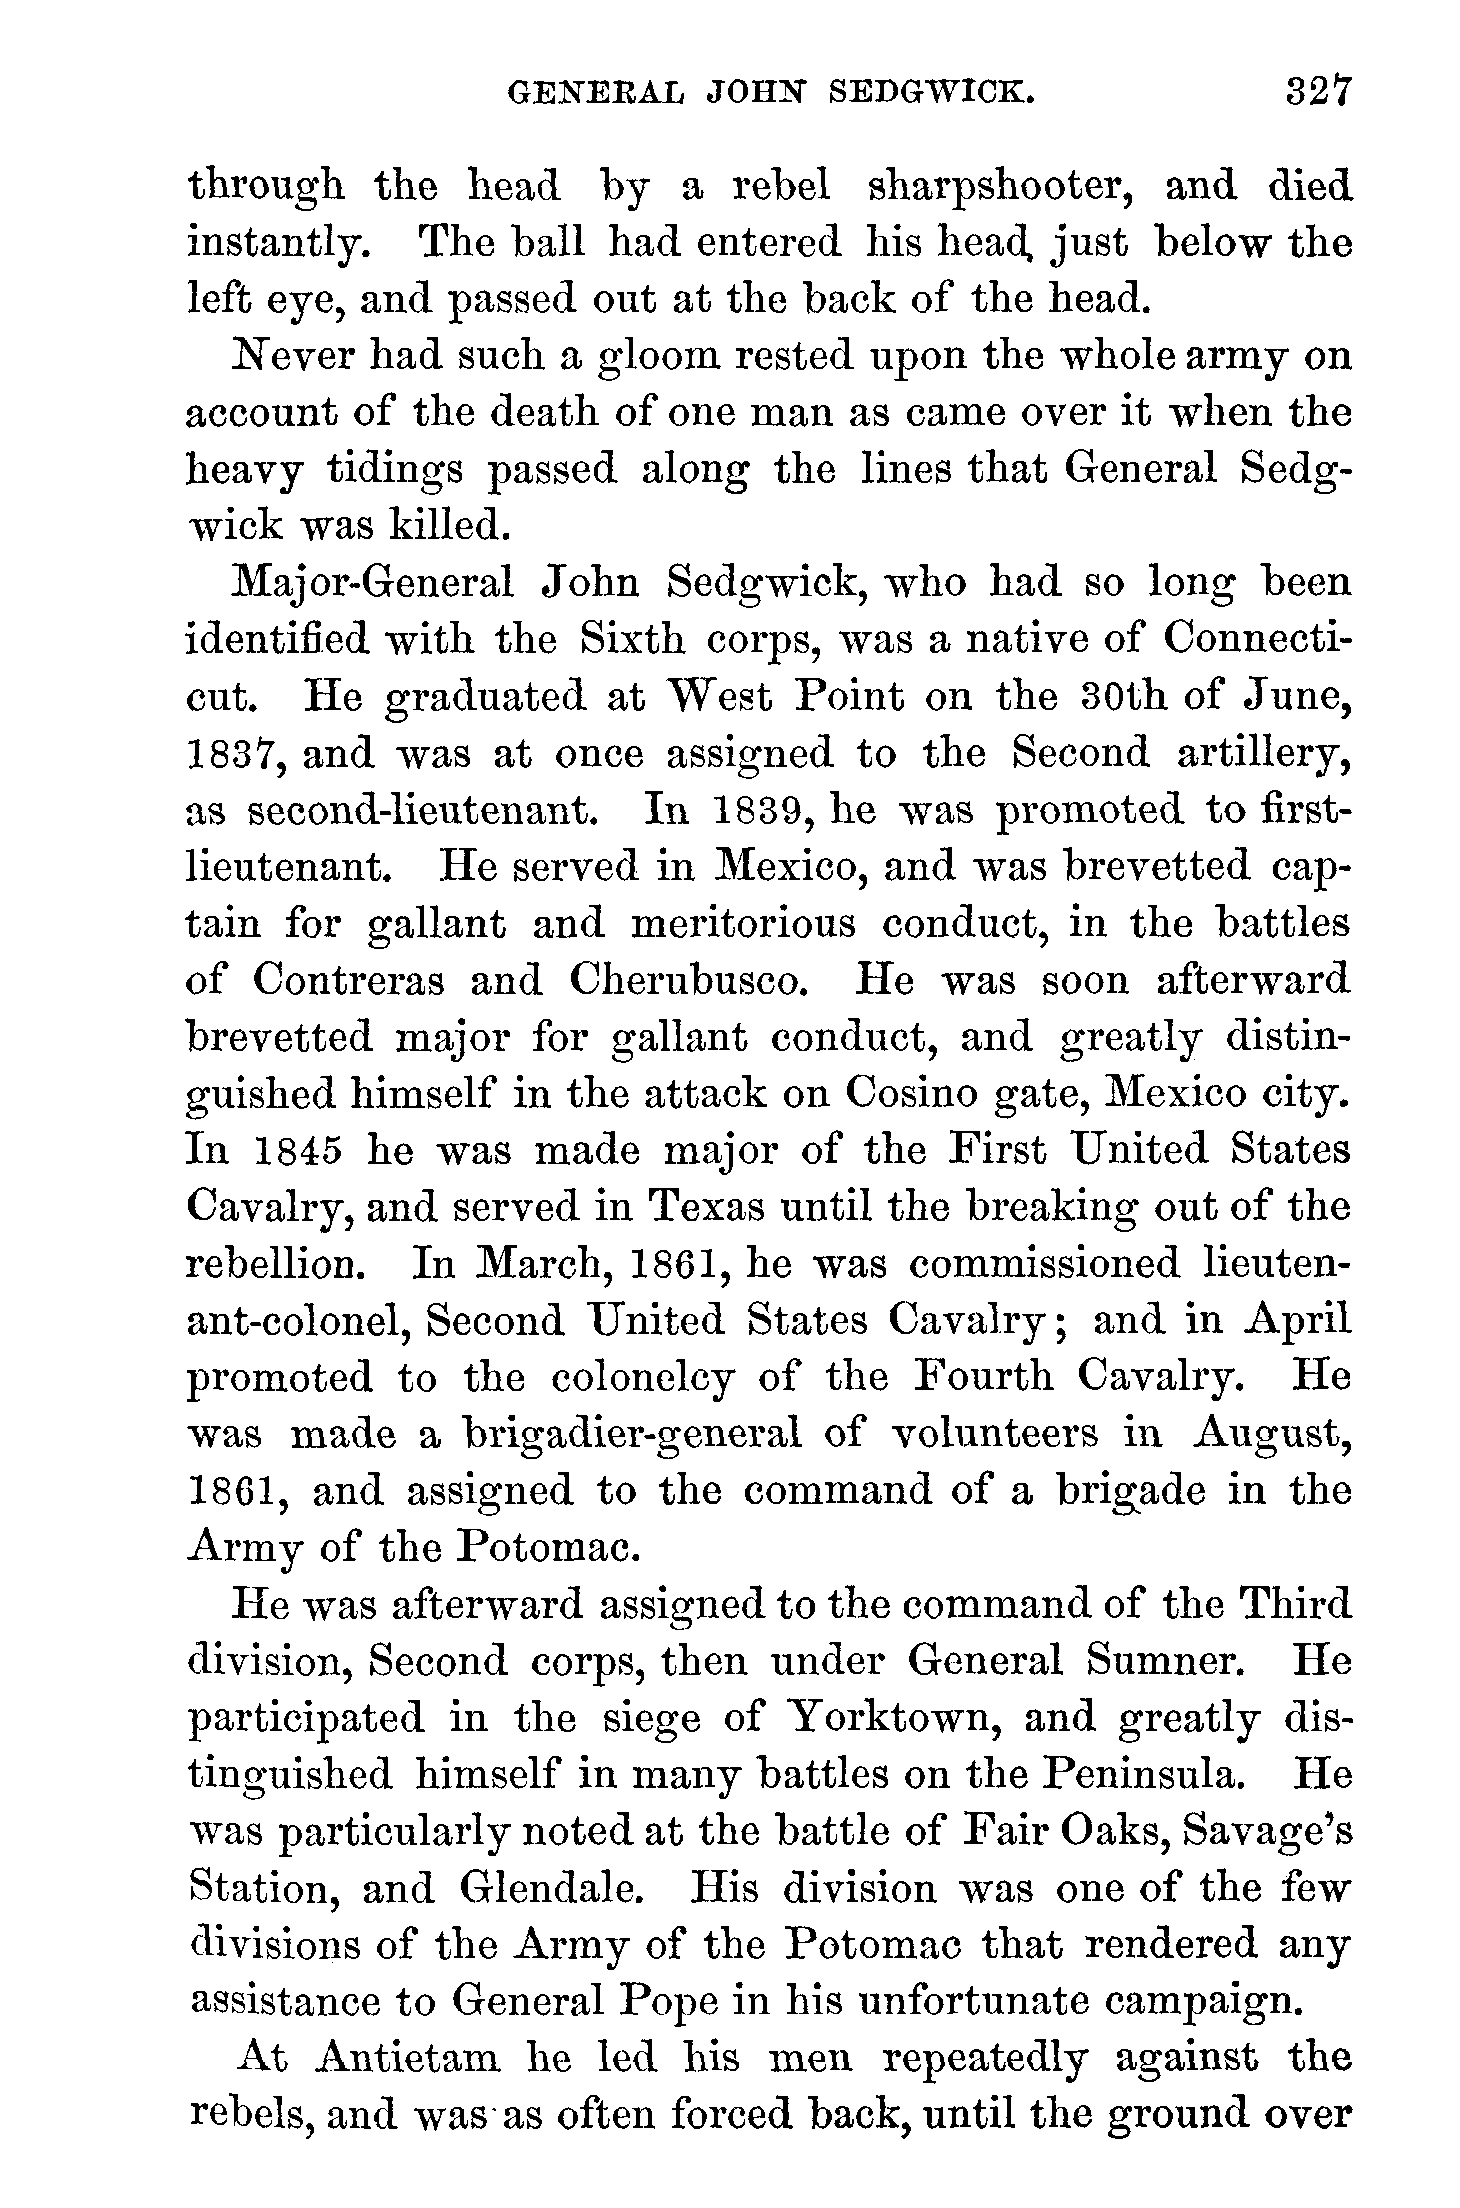 GENERAL JOHN SEDGWICK. 327
through the head by a rebel sharpshooter, and died
instantly. The ball had entered his head, just below the
left eye, and passed out at the back of the head.
Never had such a gloom rested upon the whole army on
account of the death of one man as came over it when the
heavy tidings passed along the lines that General Sedg-
wick was killed.
Major-General John Sedgwick, who had so long been
identified with the Sixth corps, was a native of Connecti-
cut. He graduated at West Point on the 30th of June,
1837, and was at once assigned to the Second artillery,
as second-lieutenant. In 1839, he was promoted to first-
lieutenant. He served in Mexico, and was brevetted cap-
tain for gallant and meritorious conduct, in the battles
of Contreras and Cherubusco. He was soon afterward
brevetted major for gallant conduct, and greatly distin-
guished himself in the attack on Cosino gate, Mexico city.
In 1845 he was made major of the First United States
Cavalry, and served in Texas until the breaking out of the
rebellion. In March, 1861, he was commissioned lieuten-
ant-colonel, Second United States Cavalry; and in April
promoted to the colonelcy of the Fourth Cavalry. He
was made a brigadier-general of volunteers in August,
1861, and assigned to the command of a brigade in the
Army of the Potomac.
He was afterward assigned to the command of the Third
division, Second corps, then under General Sumner. He
participated in the siege of Yorktown, and greatly dis-
tinguished himself in many battles on the Peninsula. He
was particularly noted at the battle of Fair Oaks, Savage's
Station, and Glendale. His division was one of the few
divisions of the Army of the Potomac that rendered any
assistance to General Pope in his unfortunate campaign.
At Antietam he led his men repeatedly against the
rebels, and was as often forced back, until the ground over